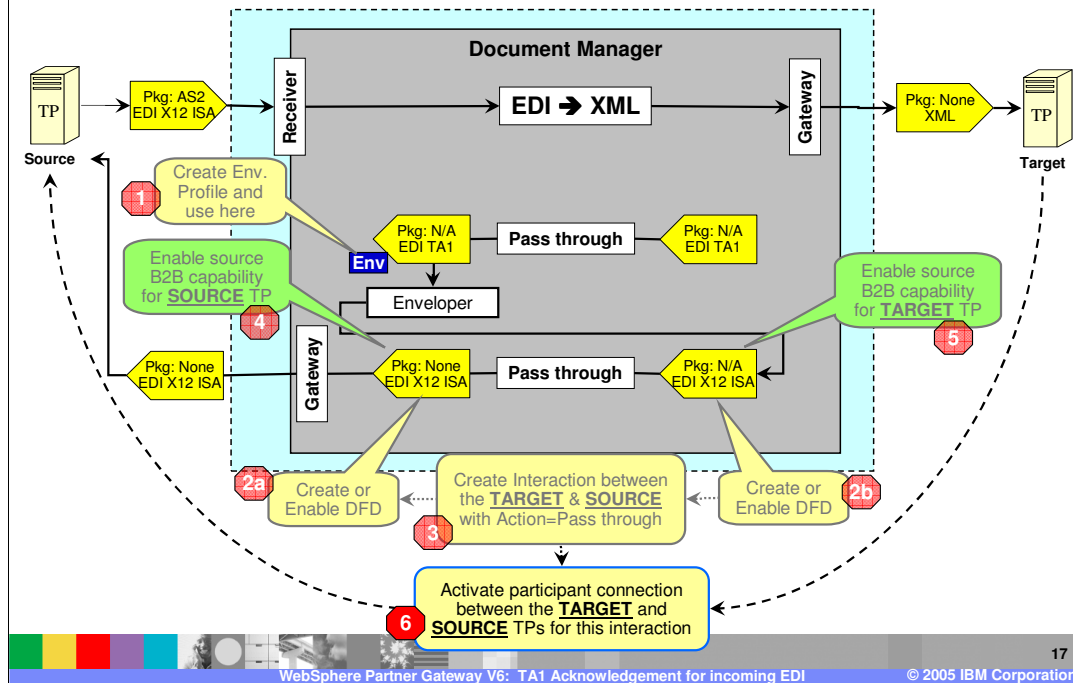 Document Manager
TP
Source
Pkg: AS2
EDI X12 ISA
Receiver
EDI ➔ XML
Gateway
Pkg: None
XML
TP
Target
1
Create Env.
Profile and
use here
Pkg: N/A
EDI TA1
Env
Pass through
Pkg: N/A
EDI TA1
Enveloper
Enable source
B2B capability
for SOURCE TP
4
Enable source
B2B capability
for TARGET TP
5
Pkg: None
EDI X12 ISA
Gateway
Pkg: None
EDI X12 ISA
Pass through
Pkg: N/A
EDI X12 ISA
2a
Create or
Enable DFD
Create Interaction between
the TARGET & SOURCE
with Action=Pass through
3
Create or
Enable DFD
2b
Activate participant connection
between the TARGET and
SOURCE TPs for this interaction
6
17
WebSphere Partner Gateway V6: TA1 Acknowledgement for incoming EDI
© 2005 IBM Corporation